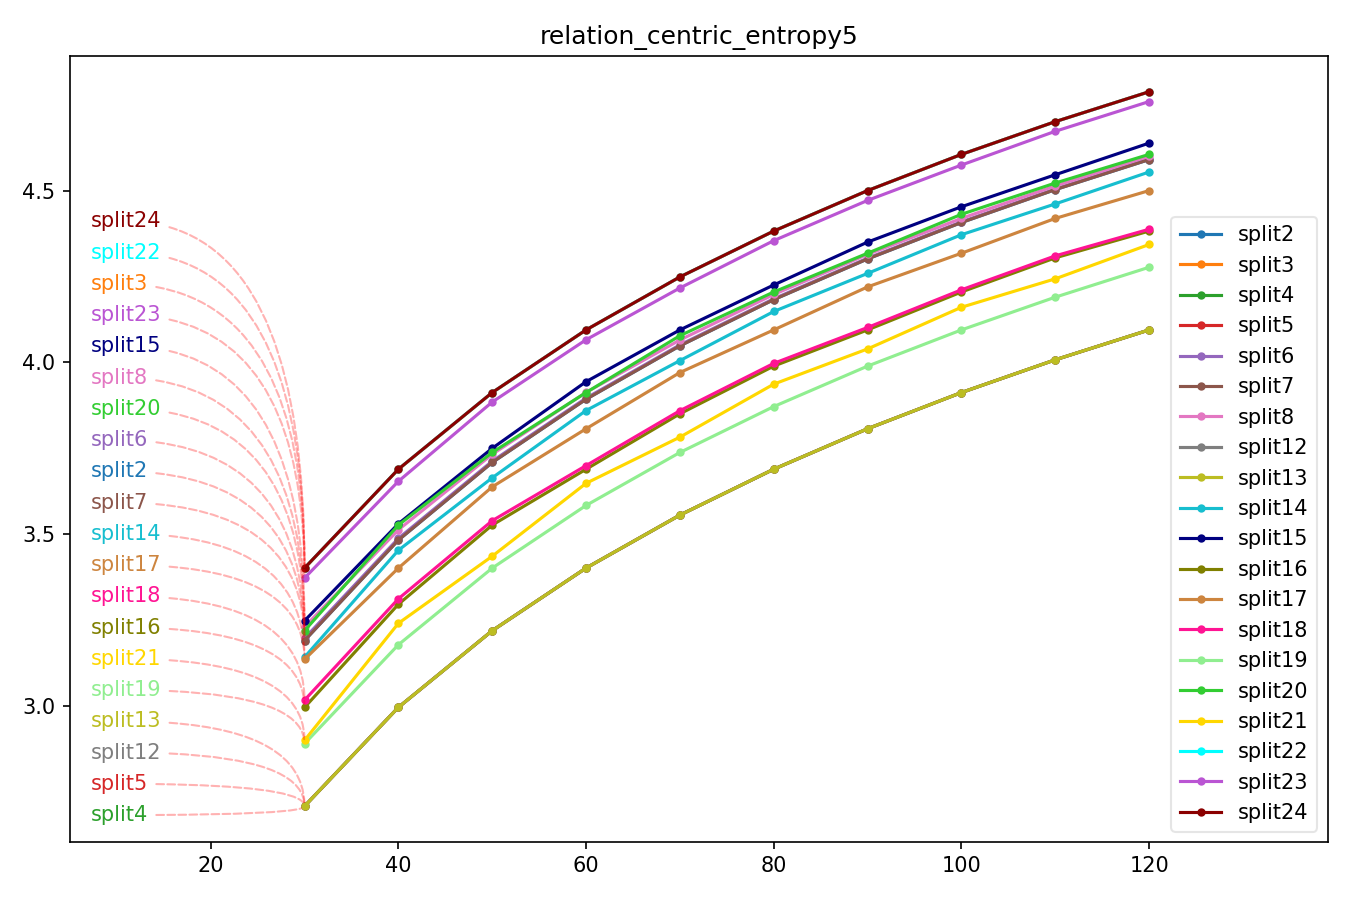 relation_centric_entropy5
4.5
4.0
3.5
3.0
split24
split22
split3
split23
split15
split8
split20
split6
split2
split7
split14
split17
split18
split16
split21
split19
split13
split12
split5
split4
split2
split3
split4
split5
split6
split7
split8
split12
split13
split14
split15
split16
split17
split18
split19
split20
split21
split22
split23
split24
20 40 60 80 100 120